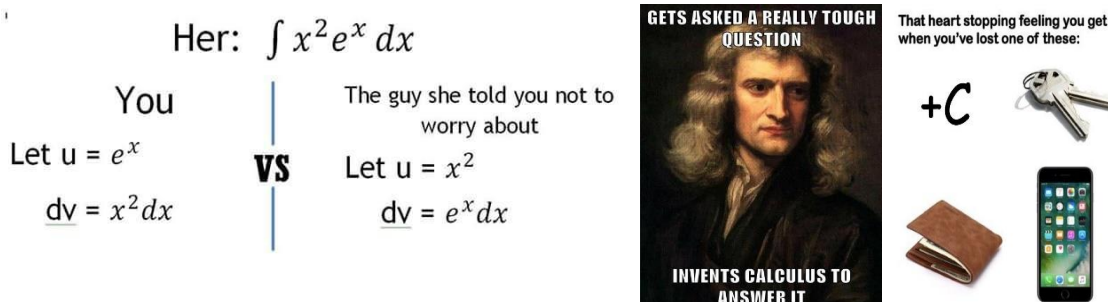 Her: ∫ x²eˣ dx
You
Let u = eˣ
dv = x²dx
VS
The guy she told you not to
worry about
Let u = x²
dv = eˣdx
GETS ASKED A REALLY TOUGH
QUESTION
INVENTS CALCULUS TO
ANSWER IT
That heart stopping feeling you get
when you've lost one of these:
+C